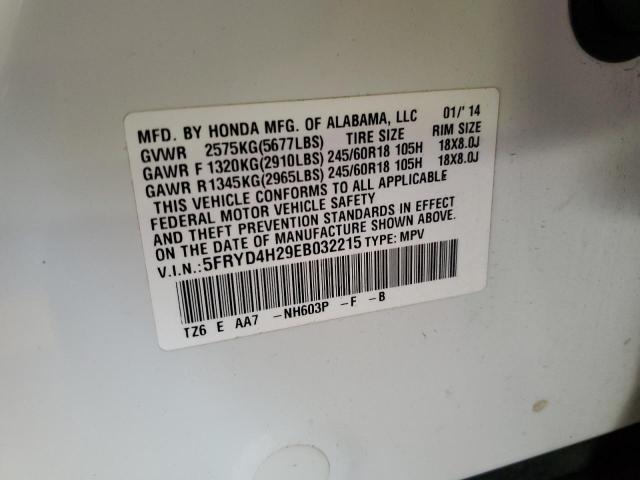 MFD. BY HONDA MFG. OF ALABAMA, LLC 01/'14
GVWR 2575KG(5677LBS) TIRE SIZE RIM SIZE
GAWR F 1320KG(2910LBS) 245/60R18 105H 18X8.0J
GAWR R 1345KG(2965LBS) 245/60R18 105H 18X8.0J
THIS VEHICLE CONFORMS TO ALL APPLICABLE
FEDERAL MOTOR VEHICLE SAFETY
AND THEFT PREVENTION STANDARDS IN EFFECT
ON THE DATE OF MANUFACTURE SHOWN ABOVE.
V.I.N.:5FRYD4H29EB032215 TYPE: MPV
TZ6 E AA7 -NH603P -F -B